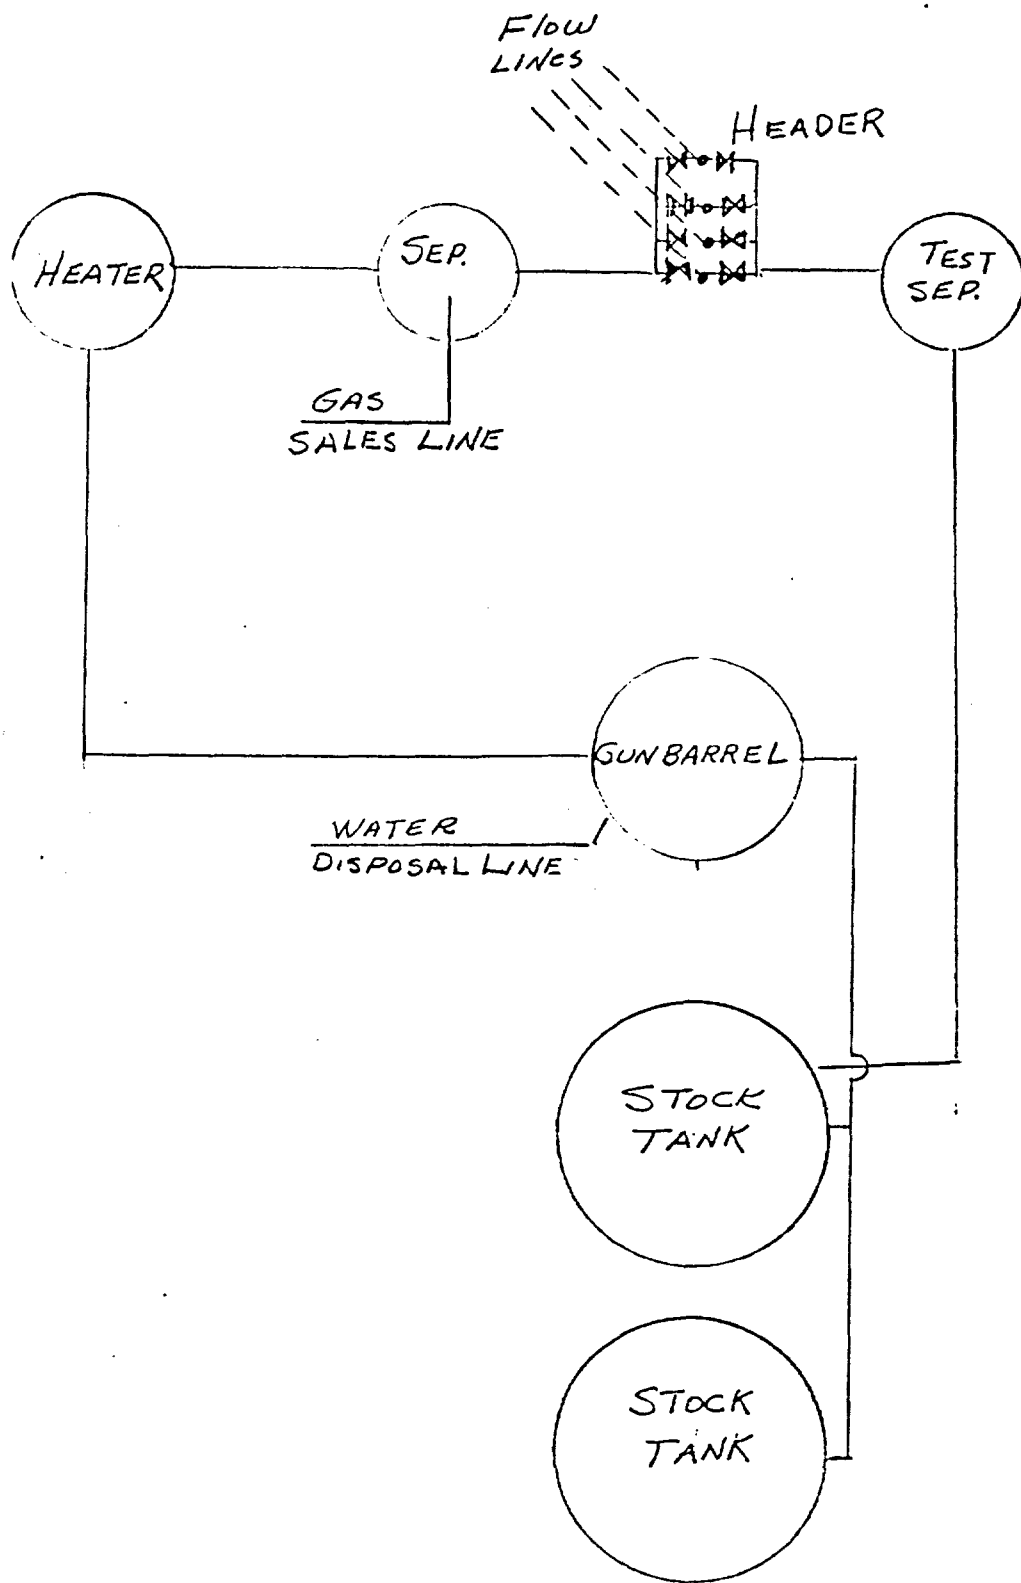 FLOW
LINES
HEADER
HEATER
SEP.
TEST
SEP.
GAS
SALES LINE
GUNBARREL
WATER
DISPOSAL LINE
STOCK
TANK
STOCK
TANK